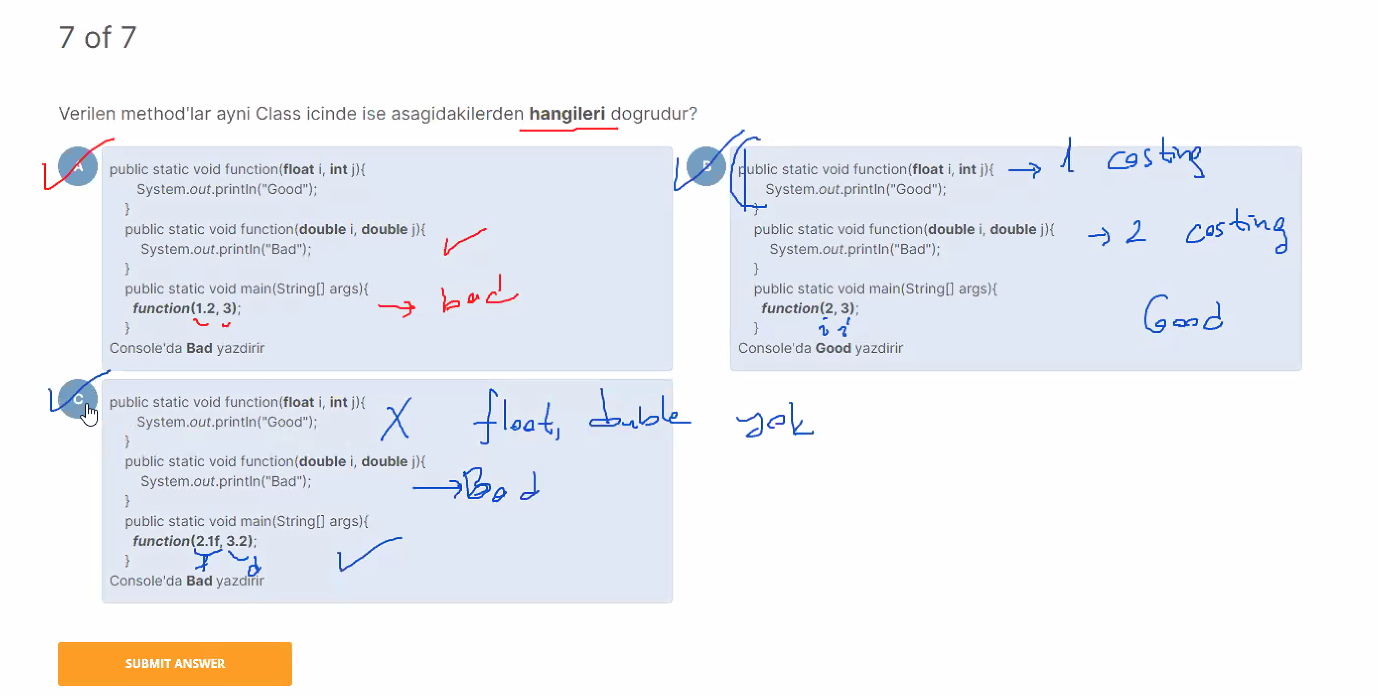 7 of 7
Verilen method'lar ayni Class icinde ise asagidakilerden hangileri dogrudur?
A
public static void function(float i, int j){
System.out.println("Good");
}
public static void function(double i, double j){
System.out.println("Bad");
}
public static void main(String[] args){
function(1.2, 3);
→ bad
}
Console'da Bad yazdirir
B
public static void function(float i, int j){ → 1 casting
System.out.println("Good");
}
public static void function(double i, double j){ → 2 casting
System.out.println("Bad");
}
public static void main(String[] args){
function(2, 3);
Good
}
i i
Console'da Good yazdirir
C
public static void function(float i, int j){
X float, double yok
System.out.println("Good");
}
public static void function(double i, double j){
System.out.println("Bad");
→ Bad
}
public static void main(String[] args){
function(2.1f, 3.2);
}
f d
Console'da Bad yazdirir
SUBMIT ANSWER